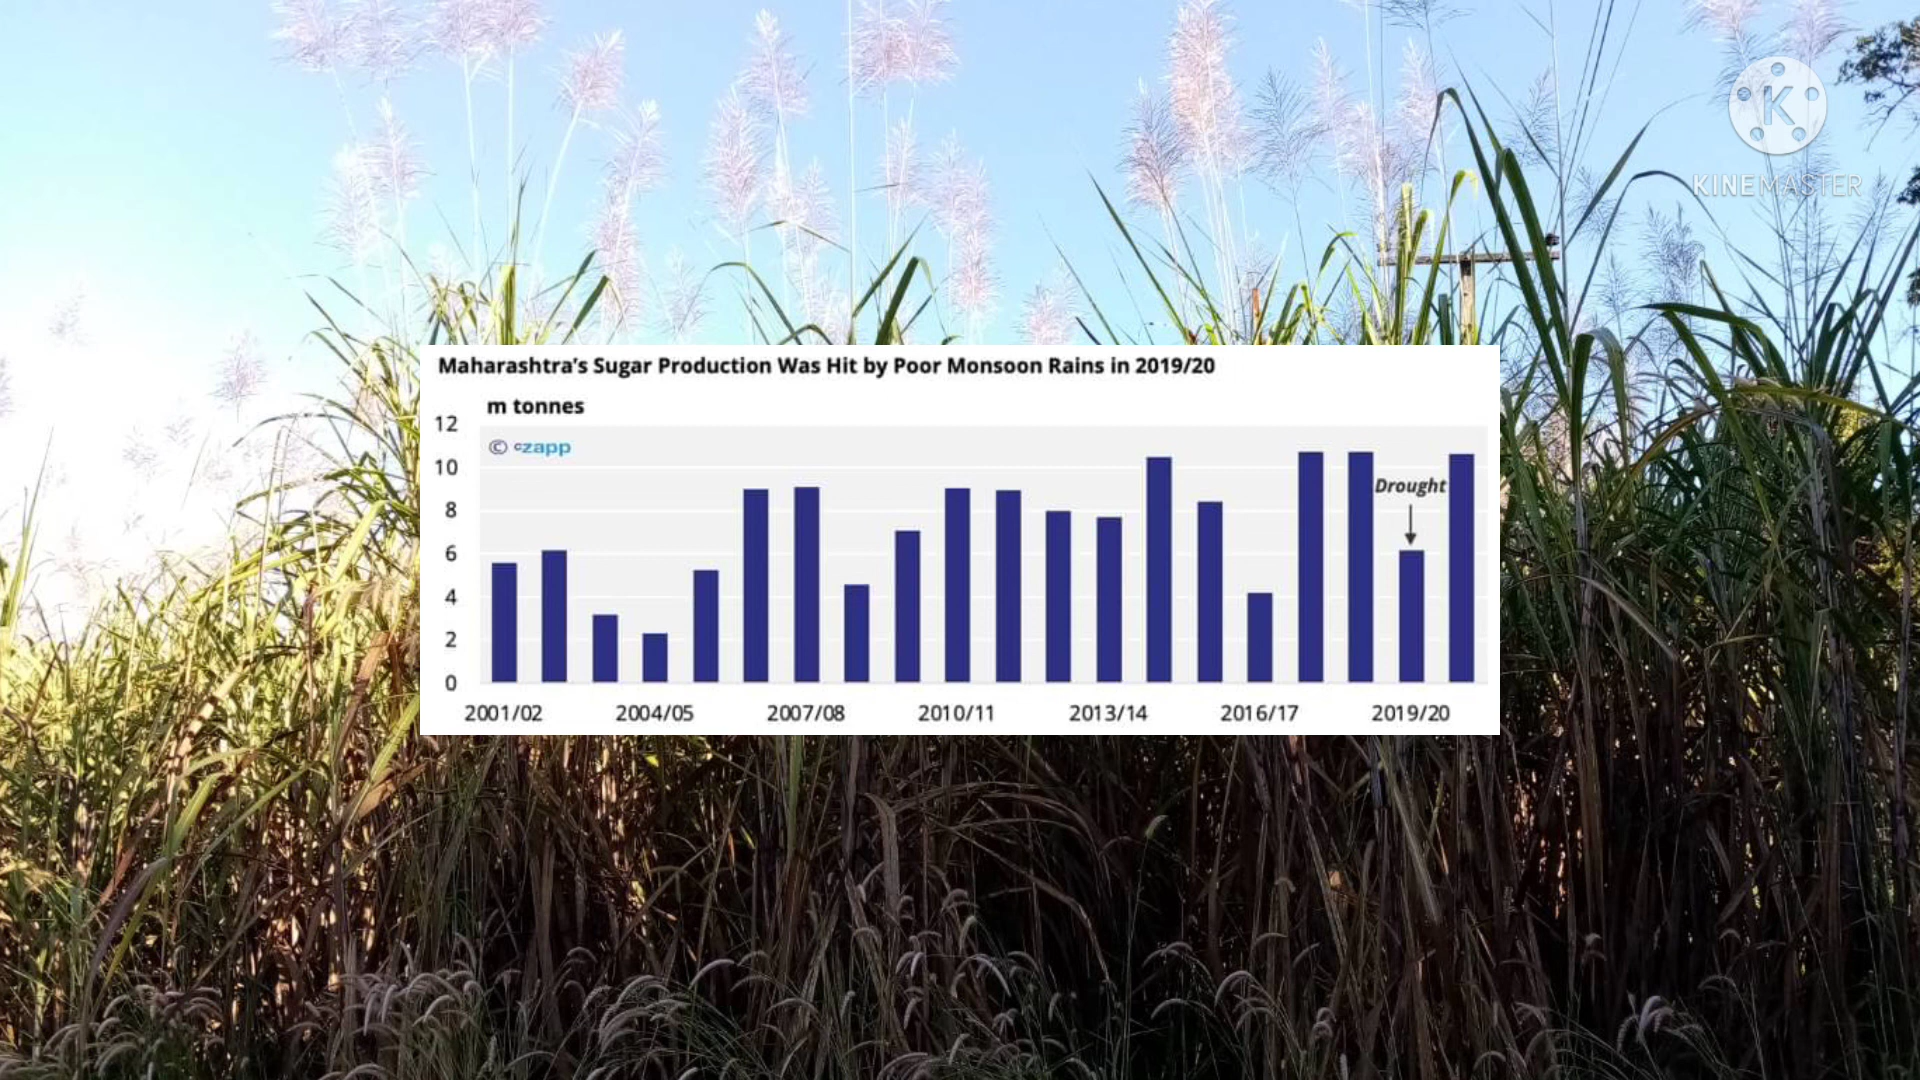 K
KINEMASTER
Maharashtra's Sugar Production Was Hit by Poor Monsoon Rains in 2019/20
m tonnes
12
© czapp
10
Drought
8
6
4
2
0
2001/02 2004/05 2007/08 2010/11 2013/14 2016/17 2019/20